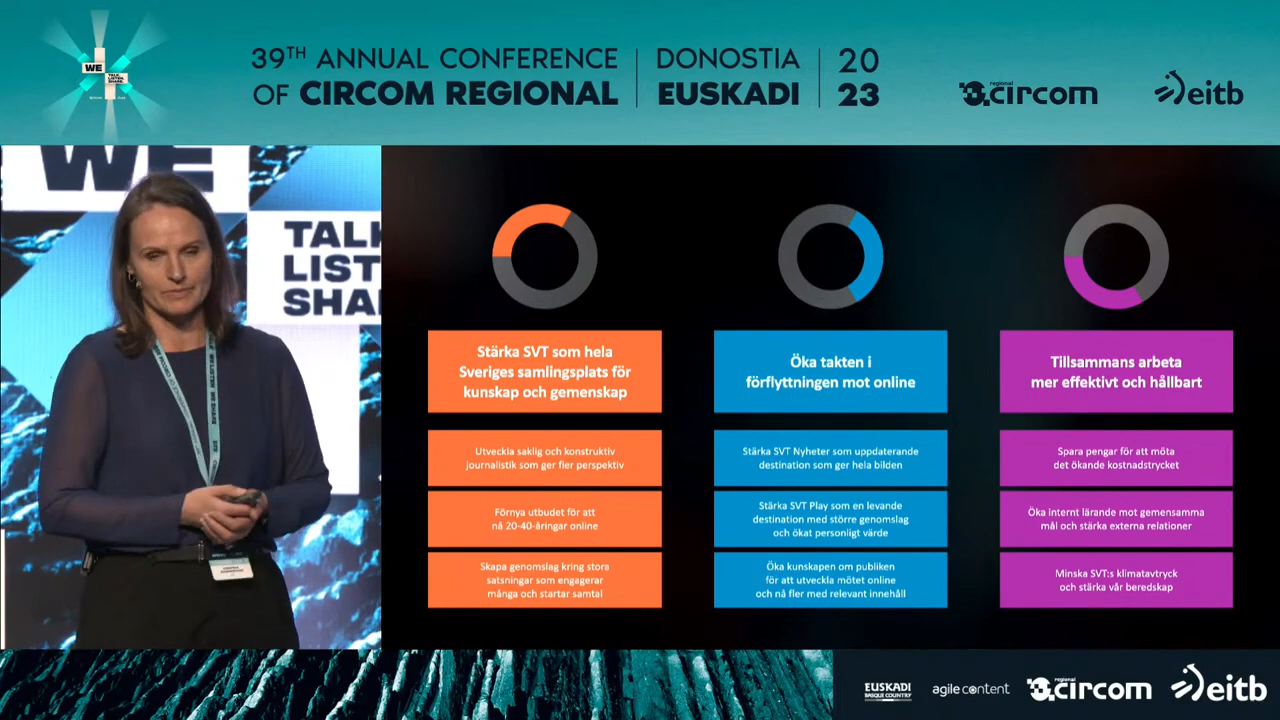 WE
TALK.
LISTEN.
SHARE.
39TH ANNUAL CONFERENCE
OF CIRCOM REGIONAL
DONOSTIA
EUSKADI
20
23
regional
circom
eitb
WE
TALK
LIST
SHA
Stärka SVT som hela
Sveriges samlingsplats för
kunskap och gemenskap
Utveckla saklig och konstruktiv
journalistik som ger fler perspektiv
Förnya utbudet för att
nå 20-40-åringar online
Skapa genomslag kring stora
satsningar som engagerar
många och startar samtal
Öka takten i
förflyttningen mot online
Stärka SVT Nyheter som uppdaterande
destination som ger hela bilden
Stärka SVT Play som en levande
destination med större genomslag
och ökat personligt värde
Öka kunskapen om publiken
för att utveckla mötet online
och nå fler med relevant innehåll
Tillsammans arbeta
mer effektivt och hållbart
Spara pengar för att möta
det ökande kostnadstrycket
Öka internt lärande mot gemensamma
mål och stärka externa relationer
Minska SVT:s klimatavtryck
och stärka vår beredskap
EUSKADI
BASQUE COUNTRY
agile content
regional
circom
eitb